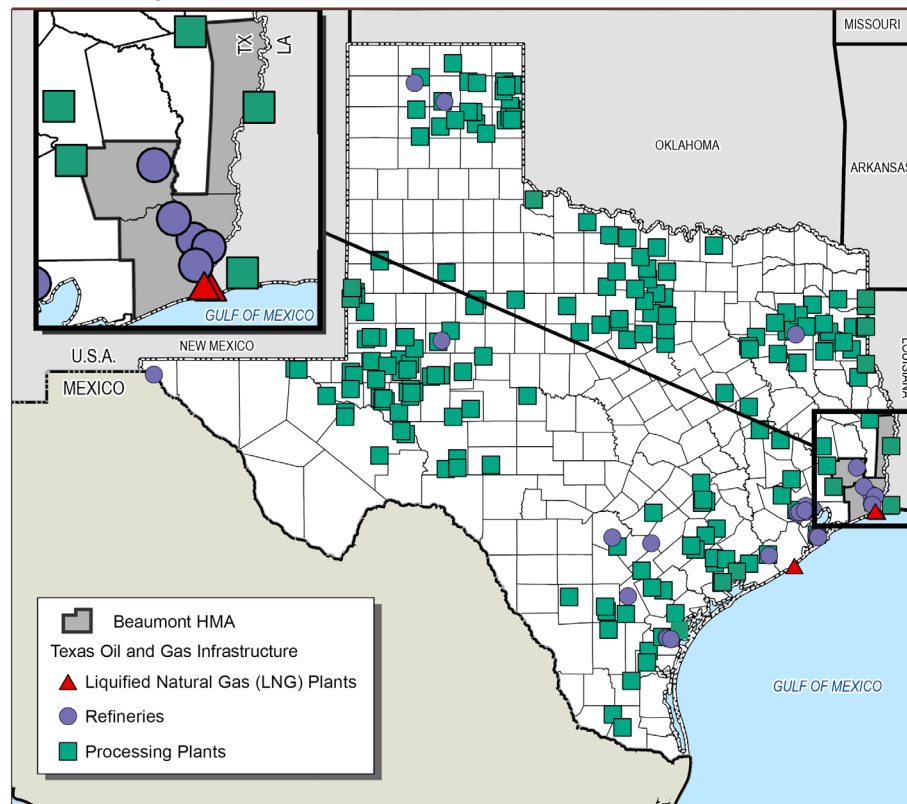 MISSOURI
TX
LA
OKLAHOMA
ARKANSAS
GULF OF MEXICO
NEW MEXICO
U.S.A.
MEXICO
LOUISIANA
Beaumont HMA
Texas Oil and Gas Infrastructure
Liquified Natural Gas (LNG) Plants
Refineries
Processing Plants
GULF OF MEXICO